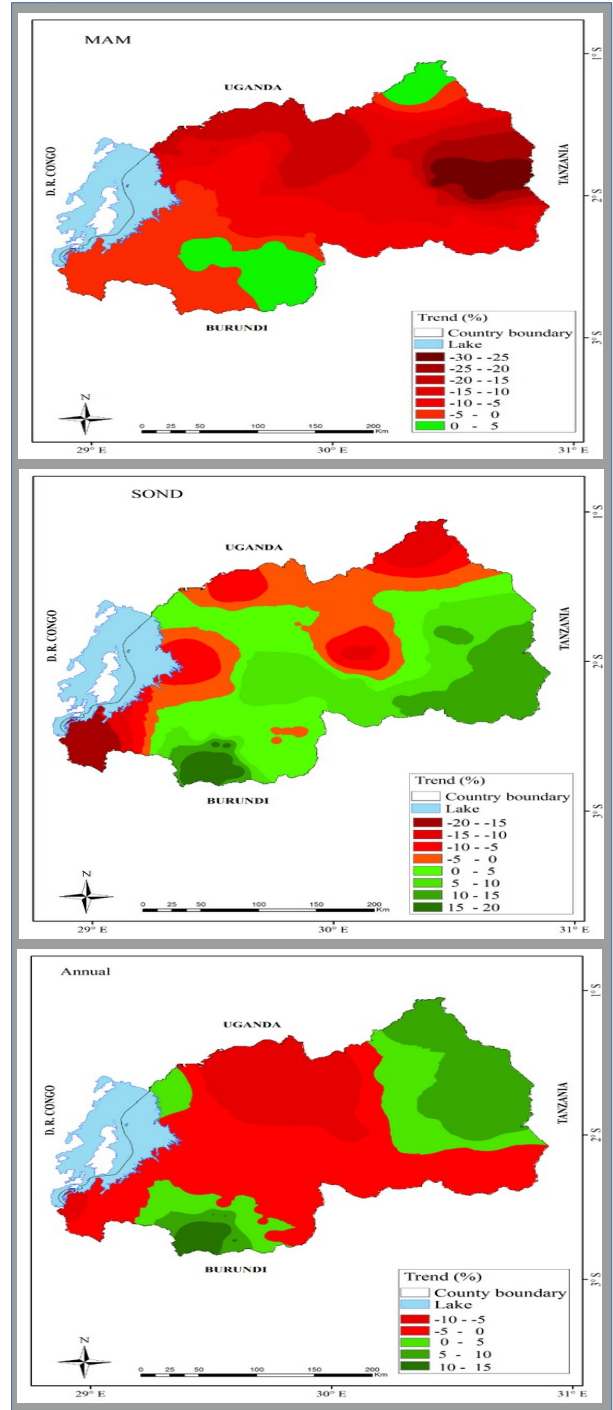 MAM
UGANDA
D. R. CONGO
TANZANIA
BURUNDI
1° S
2° S
3° S
Trend (%)
Country boundary
Lake
-30 - -25
-25 - -20
-20 - -15
-15 - -10
-10 - -5
-5 - 0
0 - 5
N
0 25 50 100 150 200
Km
29° E 30° E 31° E
SOND
UGANDA
D. R. CONGO
TANZANIA
BURUNDI
1° S
2° S
3° S
Trend (%)
Country boundary
Lake
-20 - -15
-15 - -10
-10 - -5
-5 - 0
0 - 5
5 - 10
10 - 15
15 - 20
N
0 25 50 100 150 200
Km
29° E 30° E 31° E
Annual
UGANDA
D. R. CONGO
TANZANIA
BURUNDI
1° S
2° S
3° S
Trend (%)
County boundary
Lake
-10 - -5
-5 - 0
0 - 5
5 - 10
10 - 15
N
0 25 50 100 150 200
Km
29° E 30° E 31° E